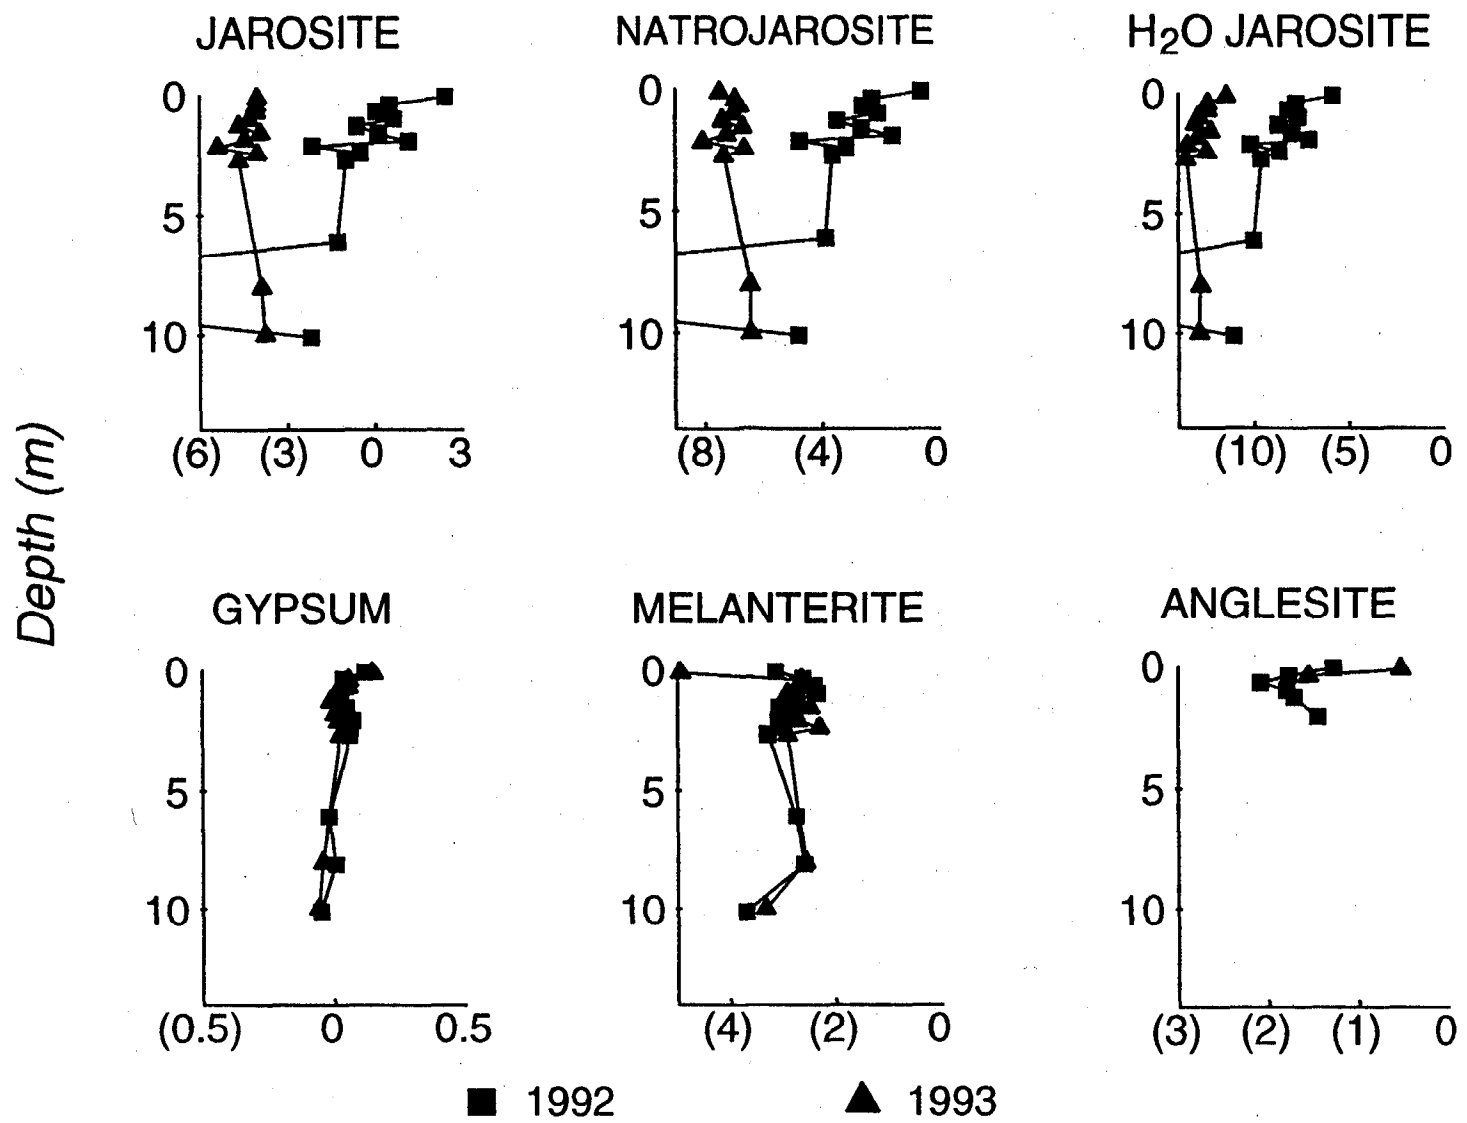 JAROSITE NATROJAROSITE H2O JAROSITE
0 0 0
5 5 5
10 10 10
(6) (3) 0 3 (8) (4) 0 (10) (5) 0
Depth (m)
GYPSUM MELANTERITE ANGLESITE
0 0 0
5 5 5
10 10 10
(0.5) 0 0.5 (4) (2) 0 (3) (2) (1) 0
1992 1993